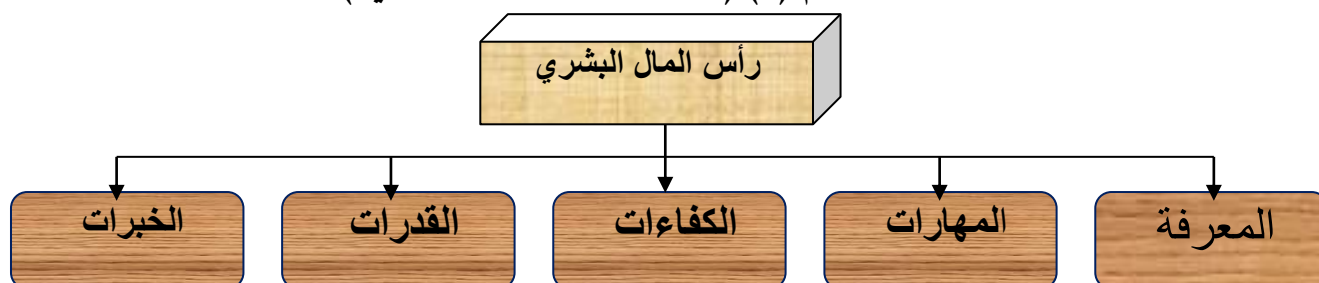 رأس المال البشري
المعرفة
المهارات
الكفاءات
القدرات
الخبرات